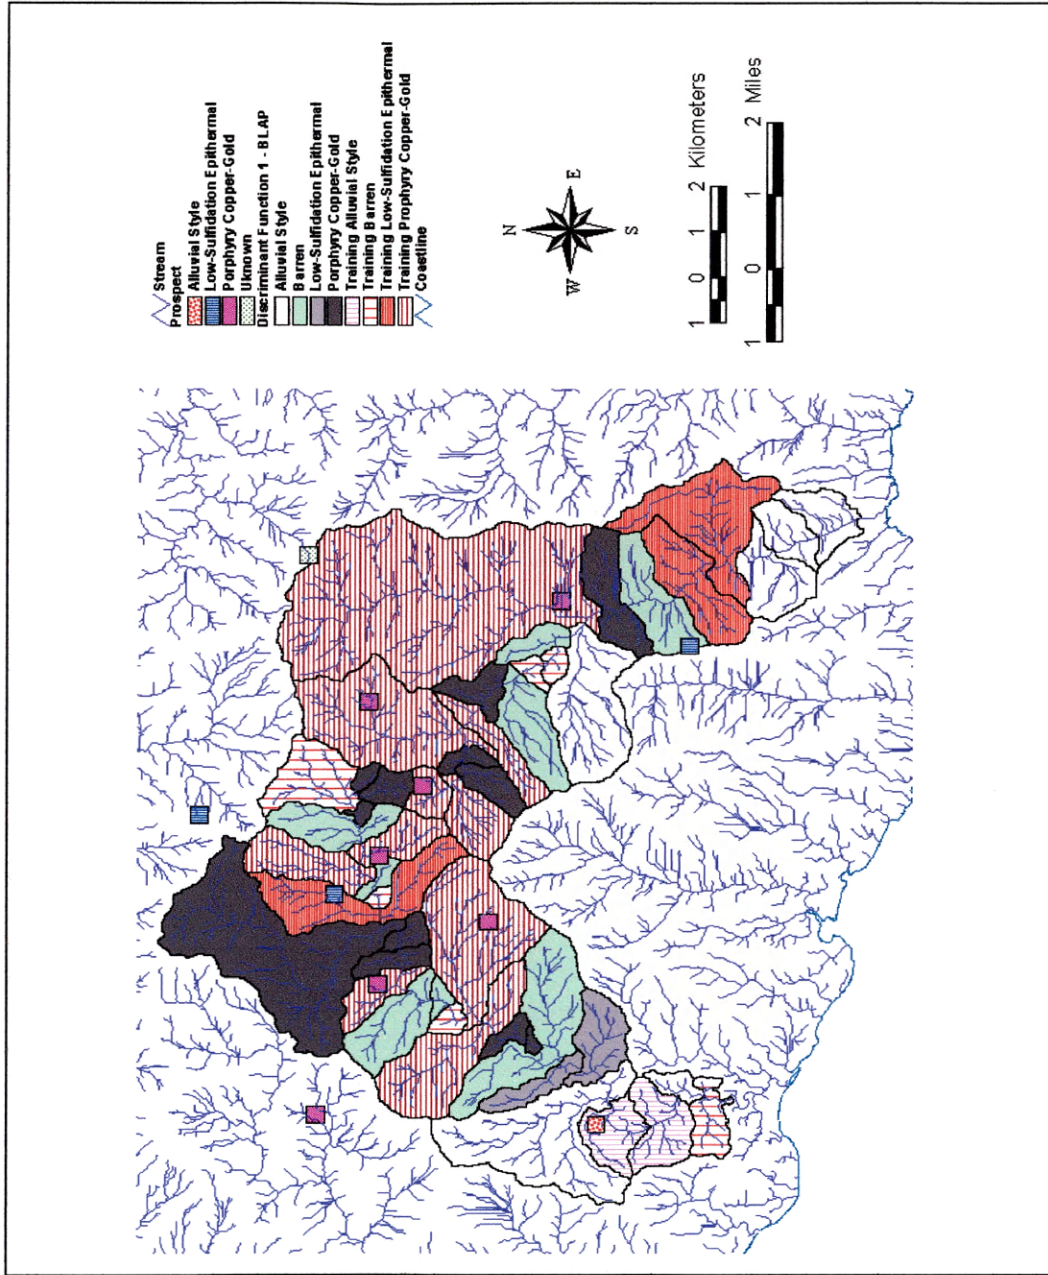 Stream
Prospect
Alluvial Style
Low-Sulfidation Epithermal
Porphyry Copper-Gold
Uknown
Discriminant Function 1 - BLAP
Alluvial Style
Barren
Low-Sulfidation Epithermal
Porphyry Copper-Gold
Training Alluvial Style
Training Barren
Training Low-Sulfidation Epithermal
Training Prophyry Copper-Gold
Coastline
N
W E
S
1 0 1 2 Kilometers
1 0 1 2 Miles